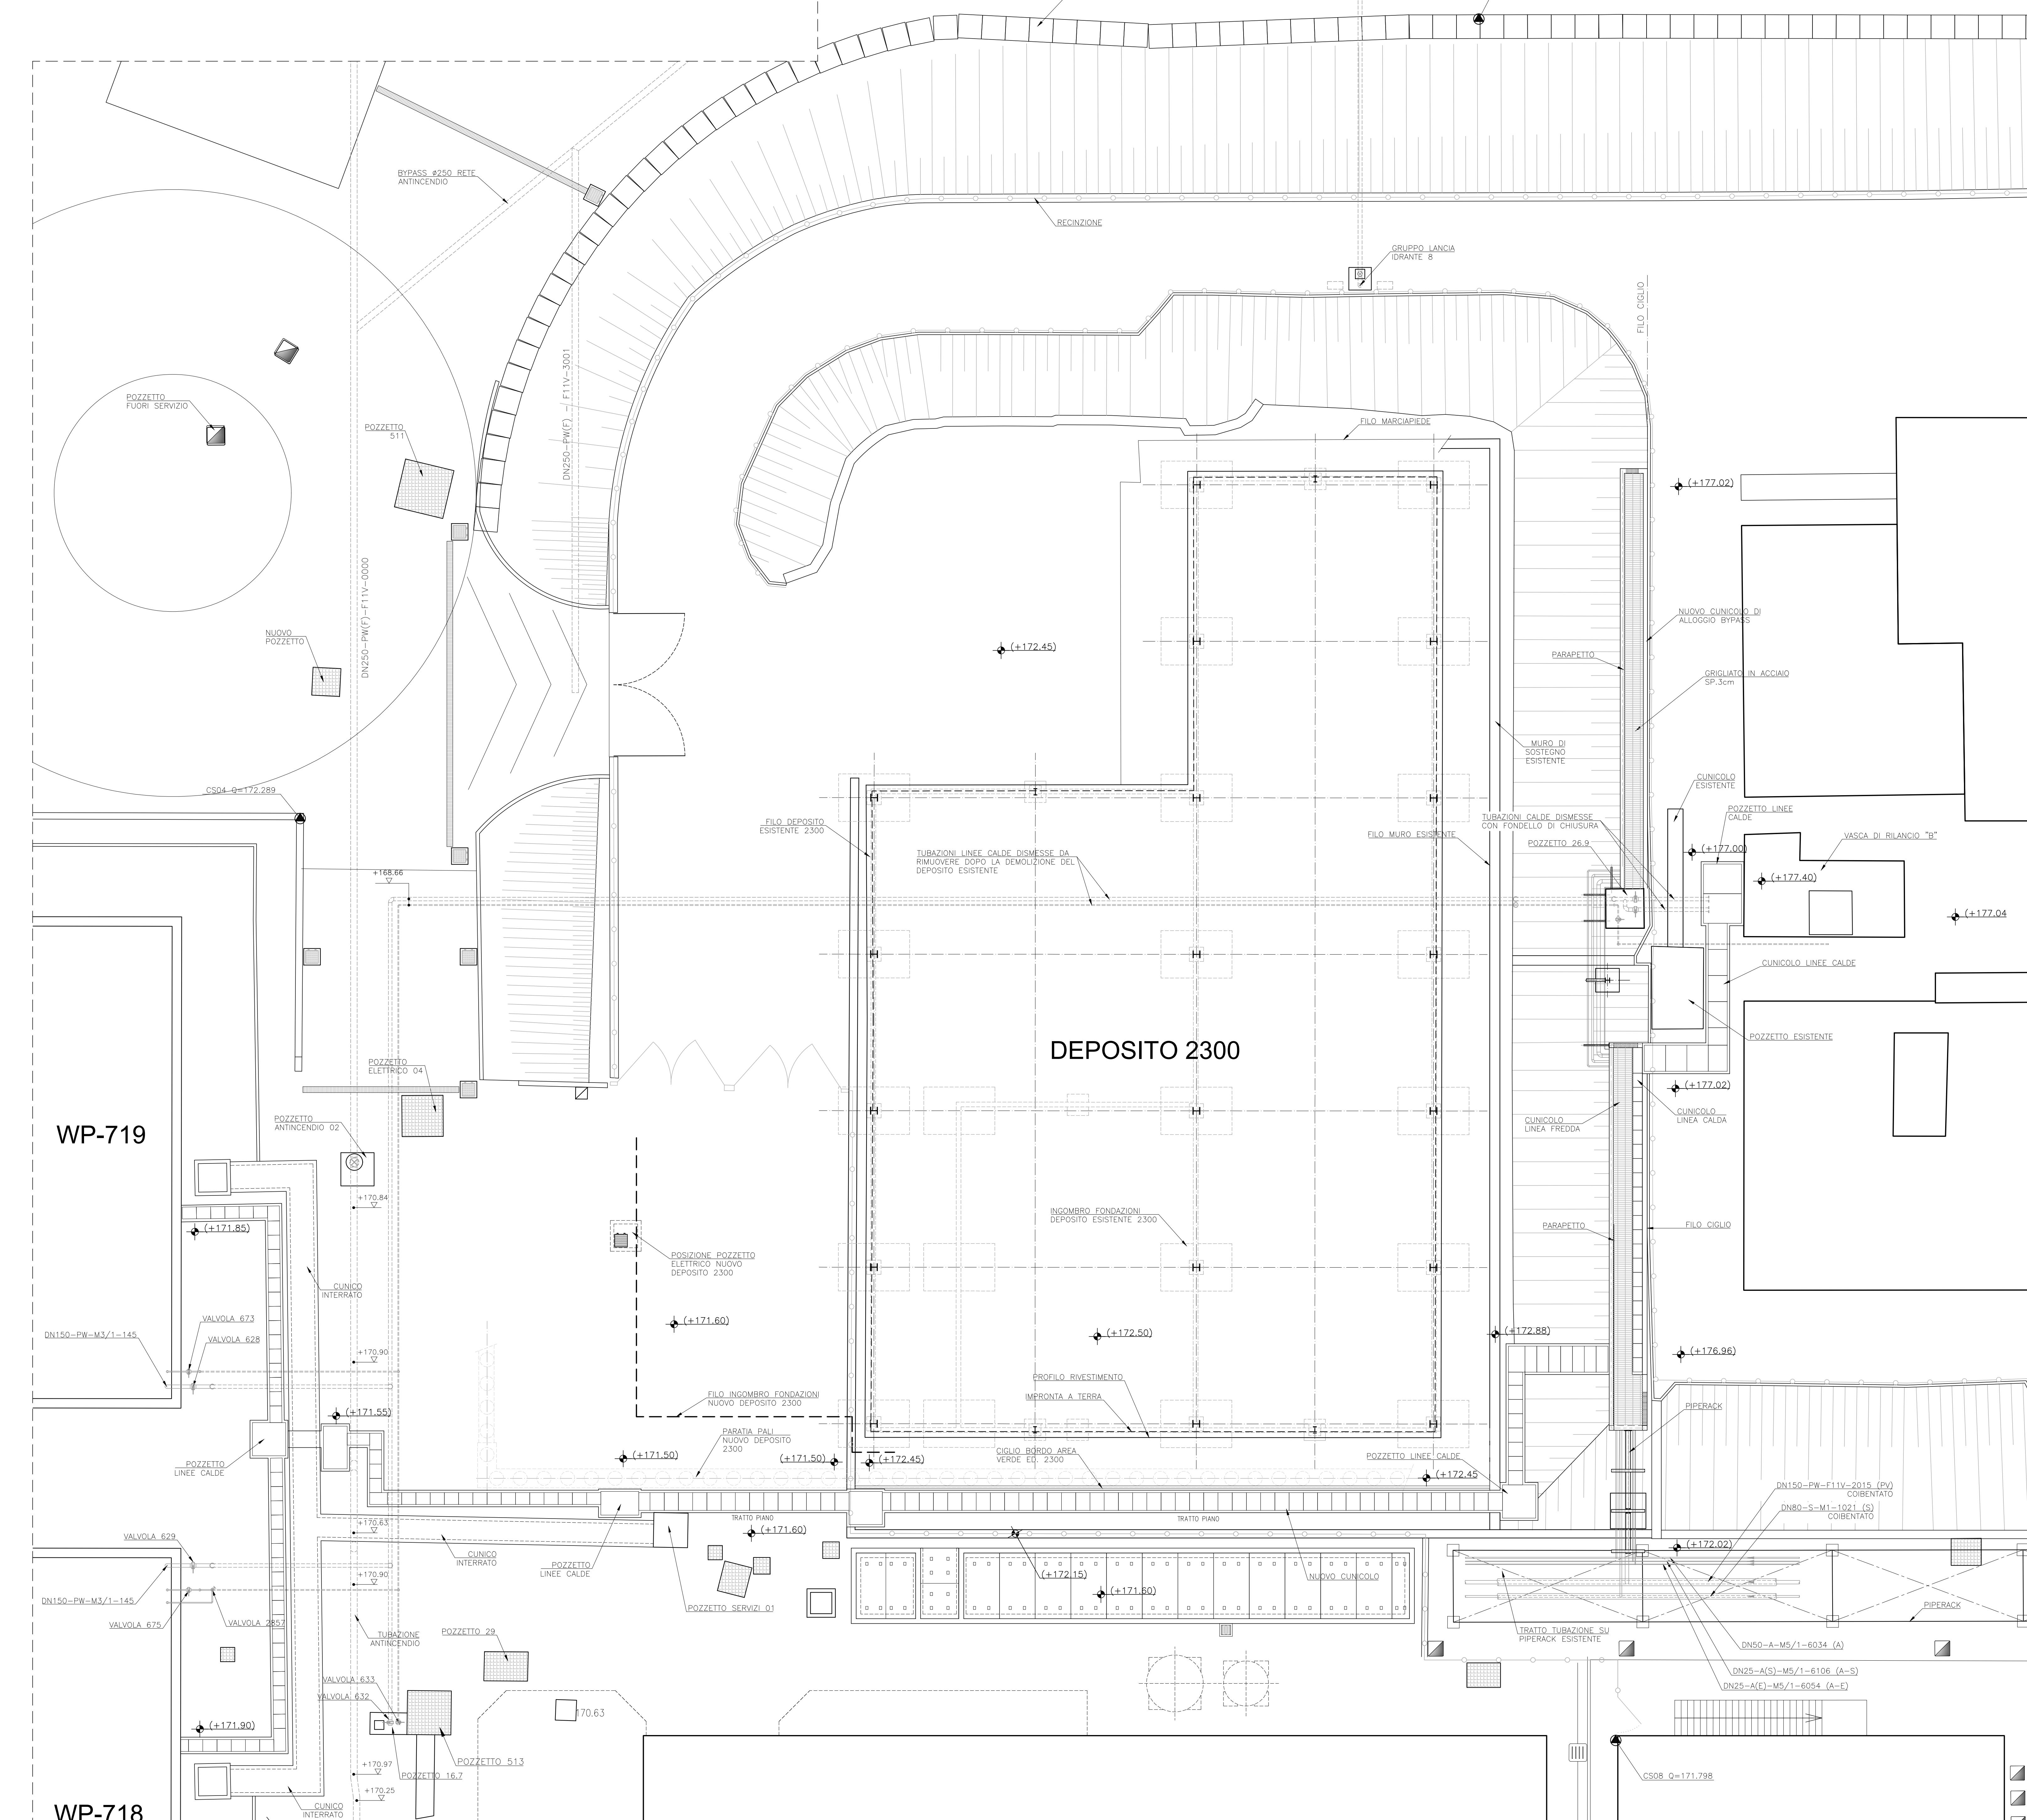 BYPASS ø250 RETE
ANTINCENDIO
RECINZIONE
GRUPPO LANCIA
IDRANTE 8
FILO CIGLIO
DN250-PW(F) - F11V-3001
POZZETTO
FUORI SERVIZIO
POZZETTO
511
FILO MARCIAPIEDE
(+177.02)
DN250-PW(F)-F11V-0000
NUOVO
POZZETTO
(+172.45)
NUOVO CUNICOLO DI
ALLOGGIO BYPASS
PARAPETTO
GRIGLIATO IN ACCIAIO
SP.3cm
MURO DI
SOSTEGNO
ESISTENTE
CUNICOLO
ESISTENTE
CS04 Q=172.289
POZZETTO LINEE
CALDE
FILO DEPOSITO
ESISTENTE 2300
TUBAZIONI CALDE DISMESSE
CON FONDELLO DI CHIUSURA
FILO MURO ESISTENTE
VASCA DI RILANCIO "B"
POZZETTO 26.9
(+177.00)
TUBAZIONI LINEE CALDE DISMESSE DA
RIMUOVERE DOPO LA DEMOLIZIONE DEL
DEPOSITO ESISTENTE
+168.66
(+177.40)
(+177.04
CUNICOLO LINEE CALDE
POZZETTO ESISTENTE
DEPOSITO 2300
POZZETTO
ELETTRICO 04
(+177.02)
POZZETTO
ANTINCENDIO 02
CUNICOLO
LINEA FREDDA
CUNICOLO
LINEA CALDA
WP-719
+170.84
(+171.85)
INGOMBRO FONDAZIONI
DEPOSITO ESISTENTE 2300
PARAPETTO
FILO CIGLIO
POSIZIONE POZZETTO
ELETTRICO NUOVO
DEPOSITO 2300
CUNICO
INTERRATO
VALVOLA 673
DN150-PW-M3/1-145
VALVOLA 628
(+171.60)
(+172.50)
(+172.88)
+170.90
(+176.96)
PROFILO RIVESTIMENTO
IMPRONTA A TERRA
FILO INGOMBRO FONDAZIONI
NUOVO DEPOSITO 2300
PIPERACK
(+171.55)
PARATIA PALI
NUOVO DEPOSITO
2300
(+171.50)
(+171.50)
(+172.45)
CIGLIO BORDO AREA
VERDE ED. 2300
POZZETTO LINEE CALDE
POZZETTO
LINEE CALDE
(+172.45
DN150-PW-F11V-2015 (PV)
COIBENTATO
DN80-S-M1-1021 (S)
COIBENTATO
TRATTO PIANO
TRATTO PIANO
VALVOLA 629
+170.63
(+171.60)
(+172.02)
CUNICO
INTERRATO
POZZETTO
LINEE CALDE
(+172.15)
NUOVO CUNICOLO
+170.90
(+171.60)
DN150-PW-M3/1-145
POZZETTO SERVIZI 01
PIPERACK
VALVOLA 675
VALVOLA 2857
TUBAZIONE
ANTINCENDIO
POZZETTO 29
TRATTO TUBAZIONE SU
PIPERACK ESISTENTE
DN50-A-M5/1-6034 (A)
DN25-A(S)-M5/1-6106 (A-S)
DN25-A(E)-M5/1-6054 (A-E)
VALVOLA 633
VALVOLA 632
170.63
(+171.90)
POZZETTO 513
+170.97
POZZETTO 16.7
CS08 Q=171.798
+170.25
CUNICO
INTERRATO
WP-718